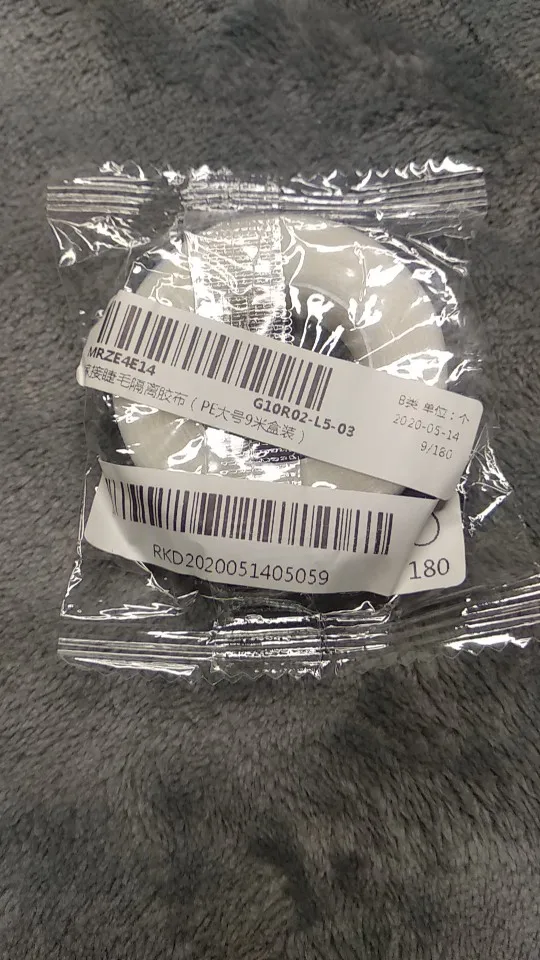 MRZE4E14
G10R02-L5-03
接睫毛隔离胶布（PE大号9米盒装）
B类 单位：个
2020-05-14
9/180
RKD2020051405059
180